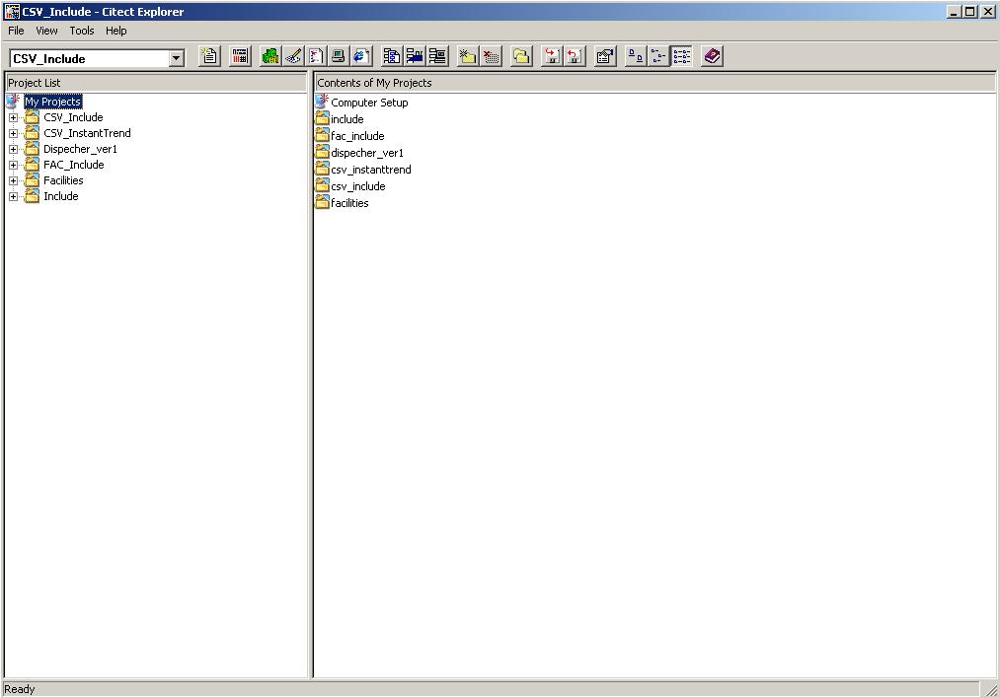 CSV_Include - Citect Explorer
File View Tools Help
CSV_Include
Project List
My Projects
CSV_Include
CSV_InstantTrend
Dispecher_ver1
FAC_Include
Facilities
Include
Contents of My Projects
Computer Setup
include
fac_include
dispecher_ver1
csv_instanttrend
csv_include
facilities
Ready